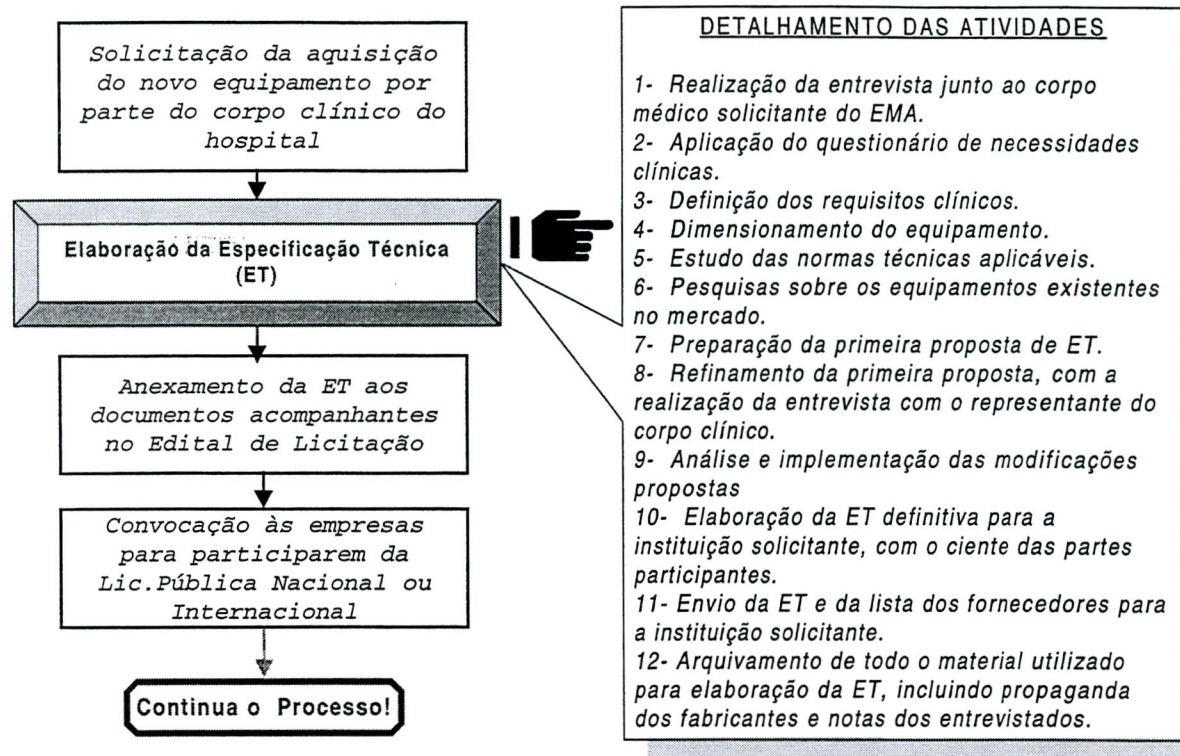 Solicitação da aquisição
do novo equipamento por
parte do corpo clínico do
hospital
Elaboração da Especificação Técnica
(ET)
Anexamento da ET aos
documentos acompanhantes
no Edital de Licitação
Convocação às empresas
para participarem da
Lic.Pública Nacional ou
Internacional
Continua o Processo!
DETALHAMENTO DAS ATIVIDADES
1- Realização da entrevista junto ao corpo
médico solicitante do EMA.
2- Aplicação do questionário de necessidades
clínicas.
3- Definição dos requisitos clínicos.
4- Dimensionamento do equipamento.
5- Estudo das normas técnicas aplicáveis.
6- Pesquisas sobre os equipamentos existentes
no mercado.
7- Preparação da primeira proposta de ET.
8- Refinamento da primeira proposta, com a
realização da entrevista com o representante do
corpo clínico.
9- Análise e implementação das modificações
propostas
10- Elaboração da ET definitiva para a
instituição solicitante, com o ciente das partes
participantes.
11- Envio da ET e da lista dos fornecedores para
a instituição solicitante.
12- Arquivamento de todo o material utilizado
para elaboração da ET, incluindo propaganda
dos fabricantes e notas dos entrevistados.